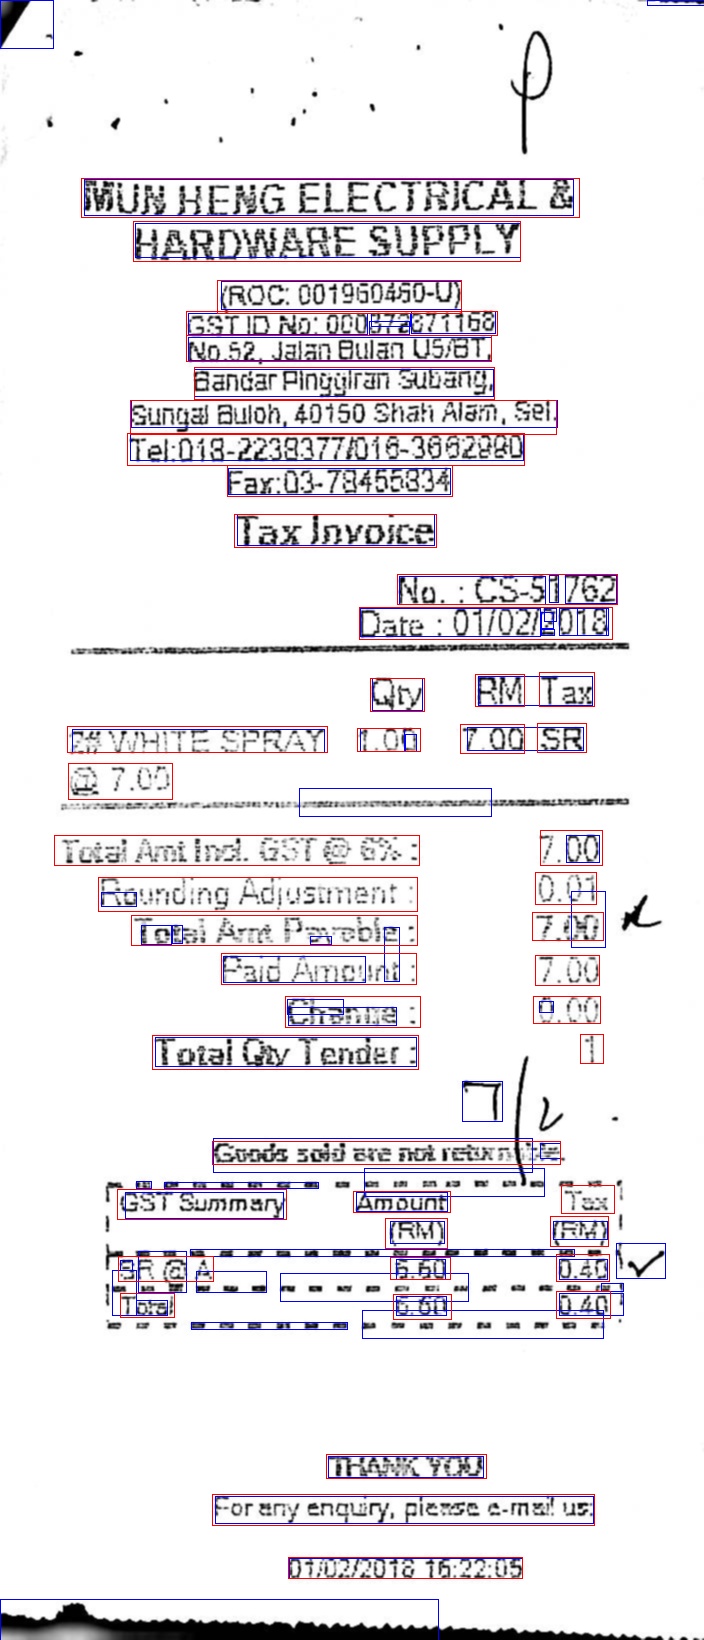 MUN HENG ELECTRICAL &
HARDWARE SUPPLY
(ROC: 001960460-U)
GST ID No: 000872871168
No.52, Jalan Bulan U5/BT,
Bandar Pinggiran Subang,
Sungai Buloh, 40150 Shah Alam, Sel.
Tel:018-2238377/016-3662990
Fax:03-78455834
Tax Invoice
No. : CS-51762
Date : 01/02/2018
Qty RM Tax
2# WHITE SPRAY 1.00 7.00 SR
@ 7.00
Total Amt Incl. GST @ 6% : 7.00
Rounding Adjustment : 0.01
Total Amt Payable : 7.00
Paid Amount : 7.00
Change : 0.00
Total Qty Tender : 1
Goods sold are not returnable.
GST Summary Amount Tax
(RM) (RM)
SR @ A 6.60 0.40
Total 6.60 0.40
THANK YOU
For any enquiry, please e-mail us:
01/02/2018 16:22:05